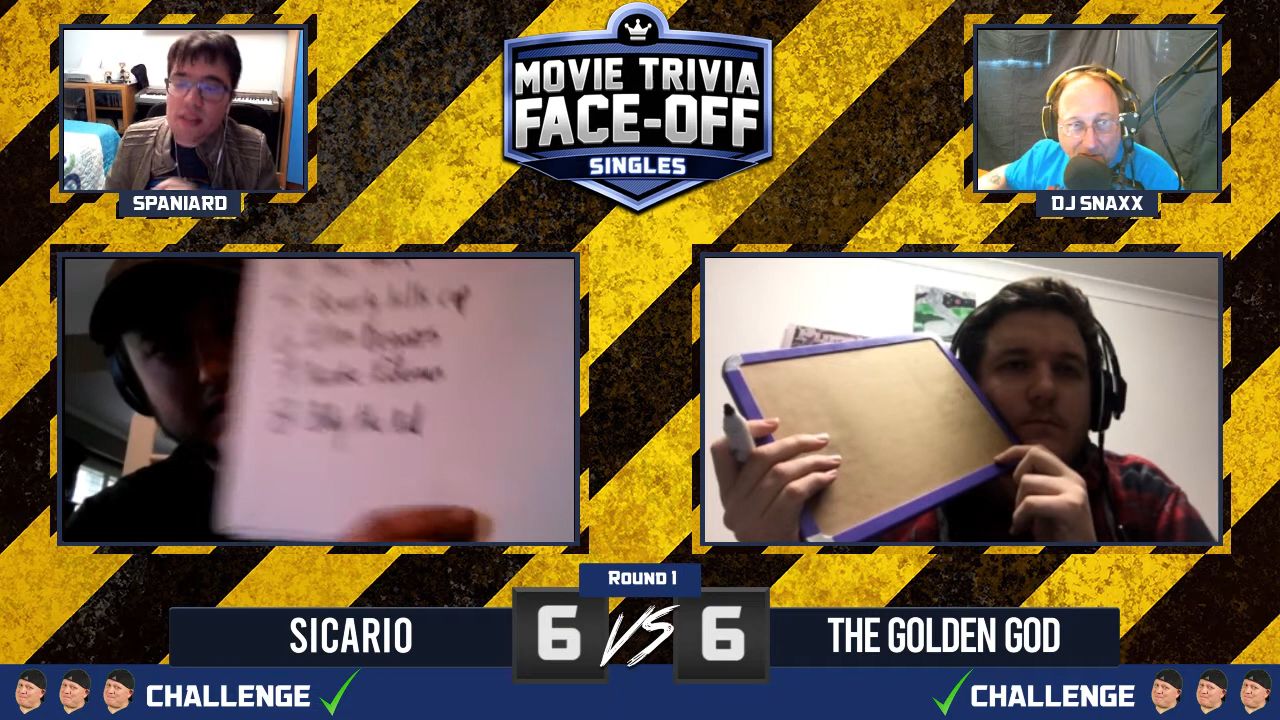 MOVIE TRIVIA
FACE-OFF
SINGLES
SPANIARD
DJ SNAXX
ROUND 1
SICARIO
6 VS 6
THE GOLDEN GOD
CHALLENGE
CHALLENGE